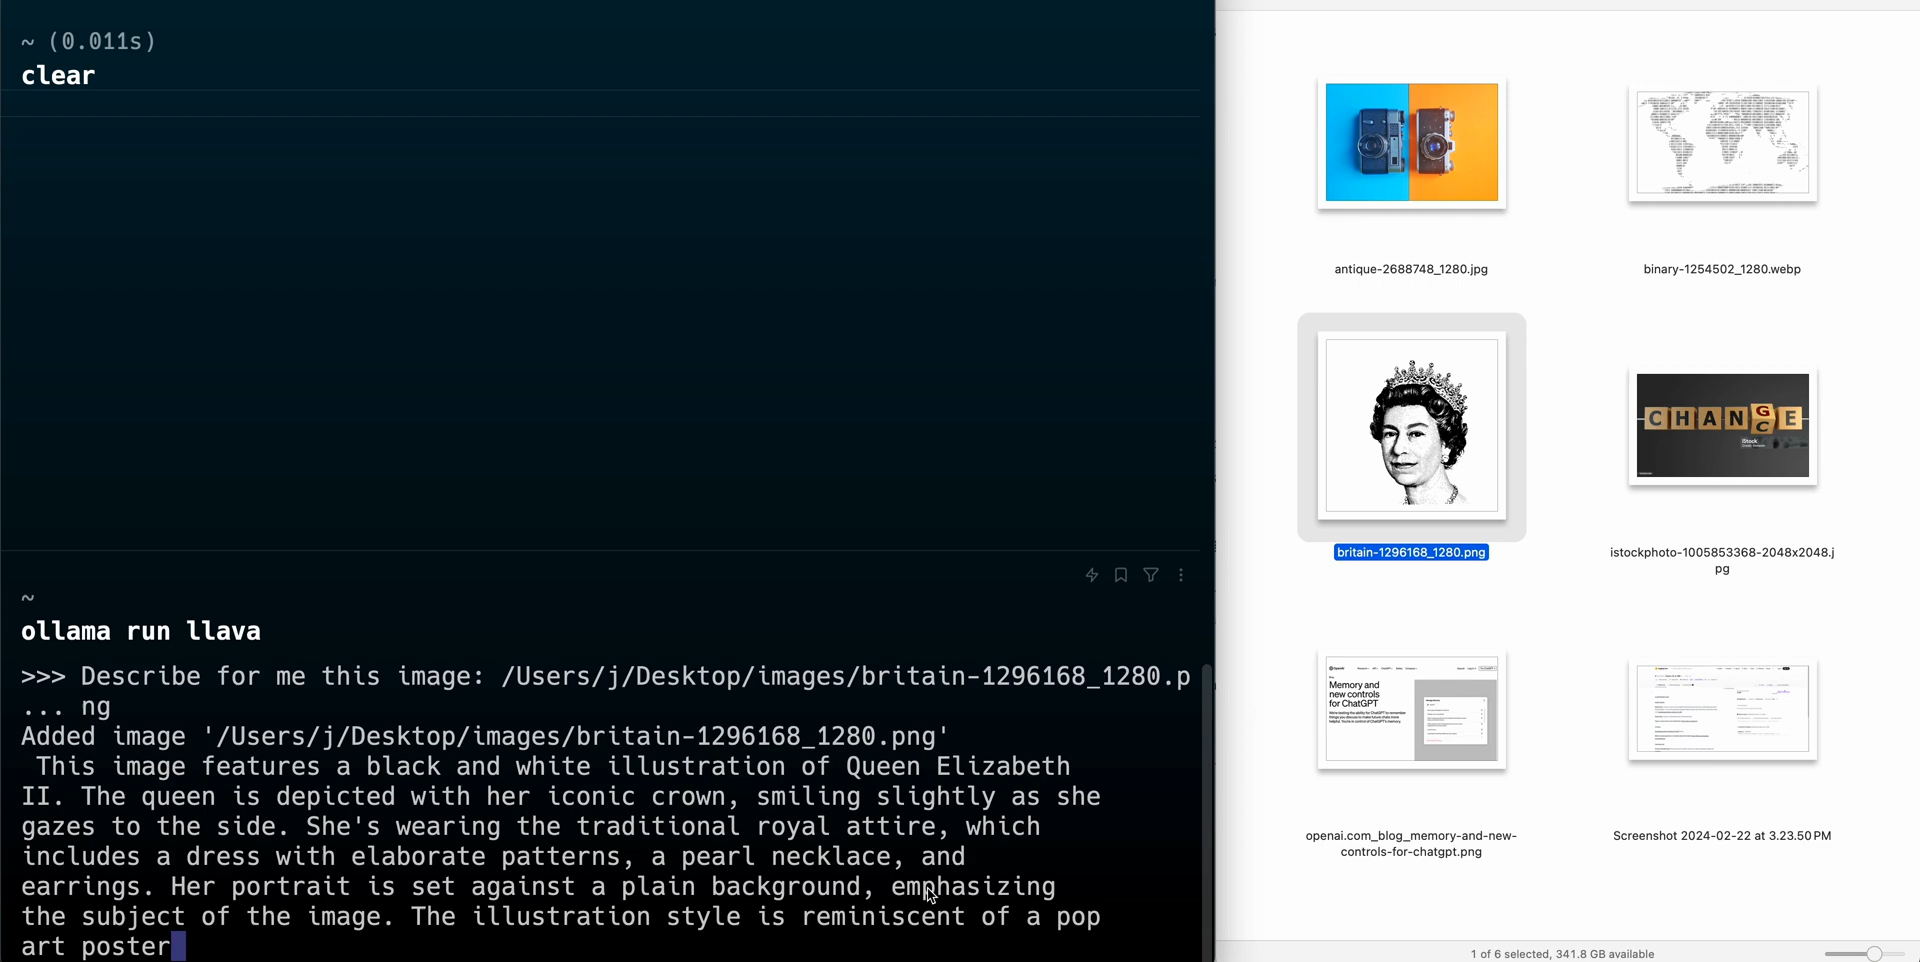 ~ (0.011s)
clear
~
ollama run llava
>>> Describe for me this image: /Users/j/Desktop/images/britain-1296168_1280.p
... ng
Added image '/Users/j/Desktop/images/britain-1296168_1280.png'
This image features a black and white illustration of Queen Elizabeth
II. The queen is depicted with her iconic crown, smiling slightly as she
gazes to the side. She's wearing the traditional royal attire, which
includes a dress with elaborate patterns, a pearl necklace, and
earrings. Her portrait is set against a plain background, emphasizing
the subject of the image. The illustration style is reminiscent of a pop
art poster
antique-2688748_1280.jpg
binary-1254502_1280.webp
britain-1296168_1280.png
CHANGE
C
iStock
istockphoto-1005853368-2048x2048.j
pg
Memory and
new controls
for ChatGPT
openai.com_blog_memory-and-new-
controls-for-chatgpt.png
Screenshot 2024-02-22 at 3.23.50 PM
1 of 6 selected, 341.8 GB available